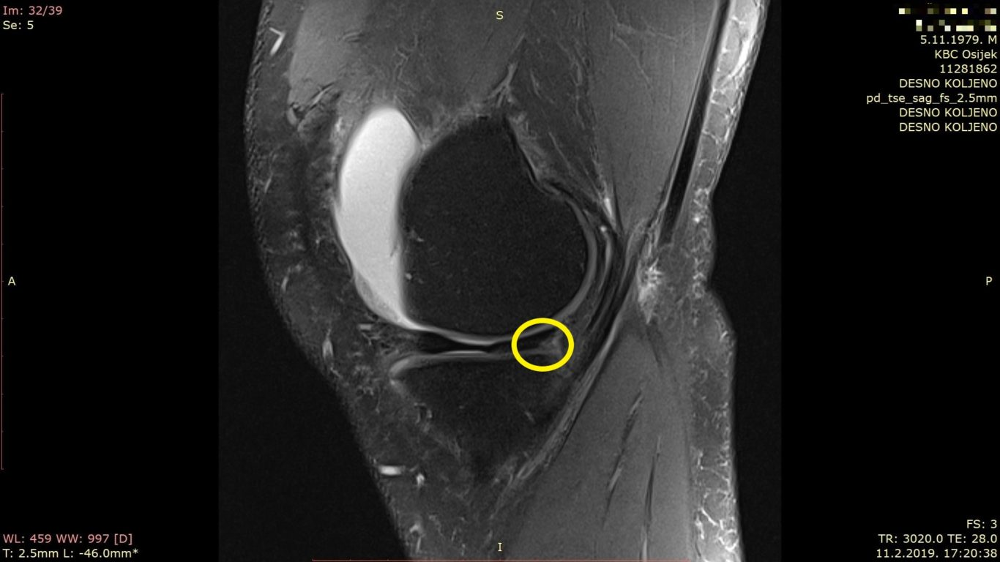 Im: 32/39
Se: 5
S
5.11.1979. M
KBC Osijek
11281862
DESNO KOLJENO
pd_tse_sag_fs_2.5mm
DESNO KOLJENO
DESNO KOLJENO
A
P
WL: 459 WW: 997 [D]
T: 2.5mm L: -46.0mm*
I
FS: 3
TR: 3020.0 TE: 28.0
11.2.2019. 17:20:38